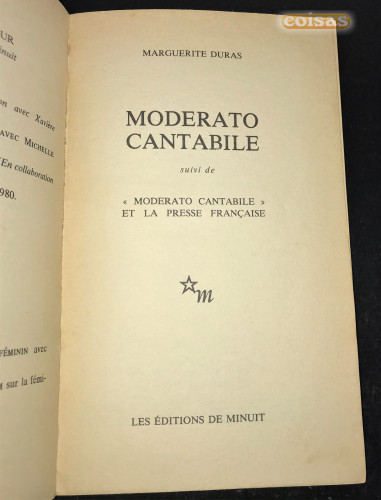 coisas
UR
inuit
on avec Xavière
AVEC MICHELLE
En collaboration
980.
FÉMININ avec
M sur la fémi-
MARGUERITE DURAS
MODERATO
CANTABILE
suivi de
« MODERATO CANTABILE »
ET LA PRESSE FRANÇAISE
m
LES ÉDITIONS DE MINUIT